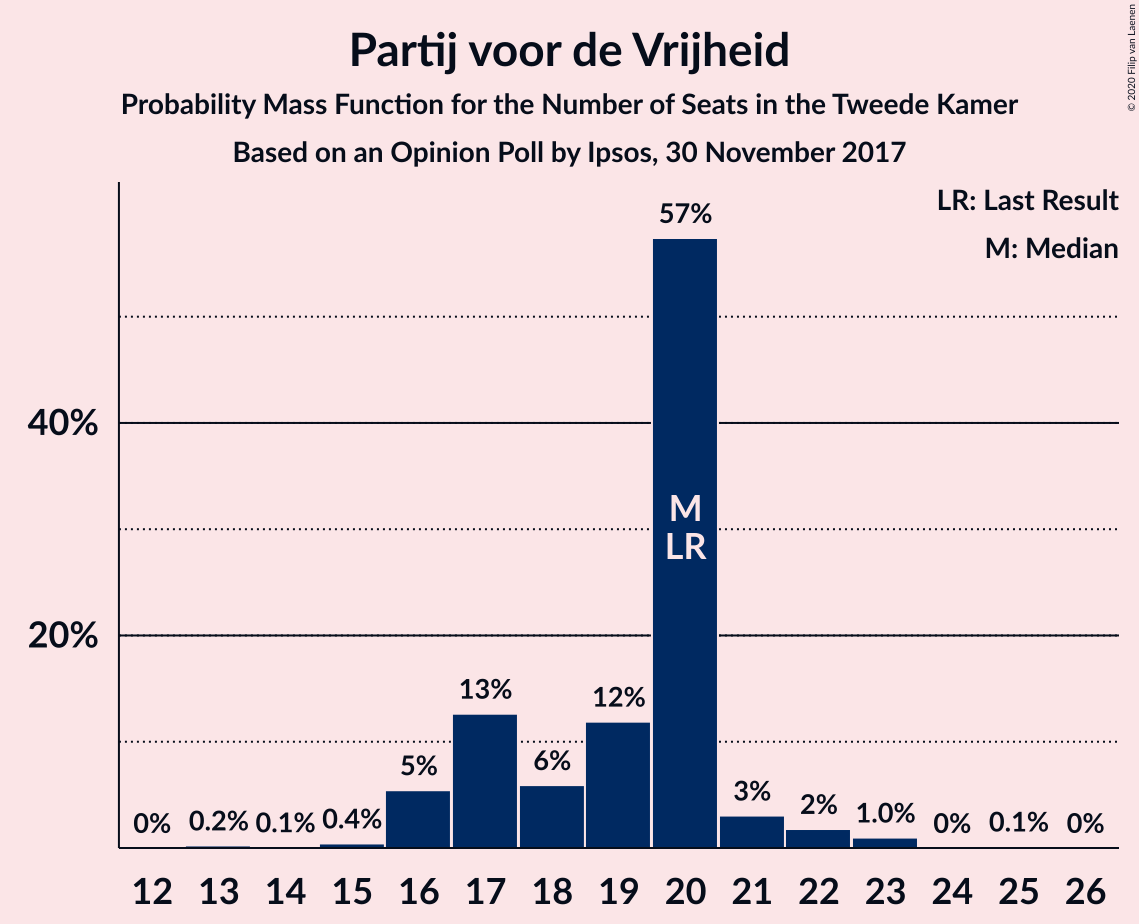 Partij voor de Vrijheid
Probability Mass Function for the Number of Seats in the Tweede Kamer
Based on an Opinion Poll by Ipsos, 30 November 2017
© 2020 Filip van Laenen
LR: Last Result
M: Median
57%
40%
M
LR
20%
13%
12%
5%
6%
3%
2%
1.0%
0%
0.2%
0.1%
0.4%
0%
0.1%
0%
12 13 14 15 16 17 18 19 20 21 22 23 24 25 26